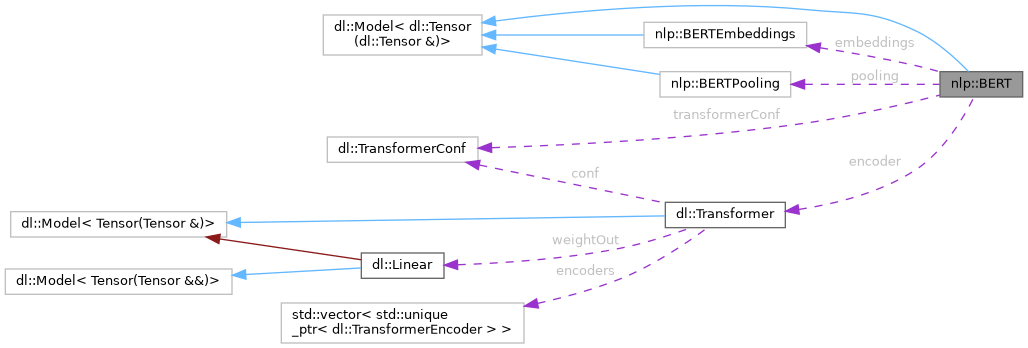 dl::Model< dl::Tensor
(dl::Tensor &)>
nlp::BERTEmbeddings
embeddings
nlp::BERTPooling
pooling
nlp::BERT
transformerConf
dl::TransformerConf
encoder
conf
dl::Transformer
dl::Model< Tensor(Tensor &)>
weightOut
dl::Linear
encoders
dl::Model< Tensor(Tensor &&)>
std::vector< std::unique
_ptr< dl::TransformerEncoder > >